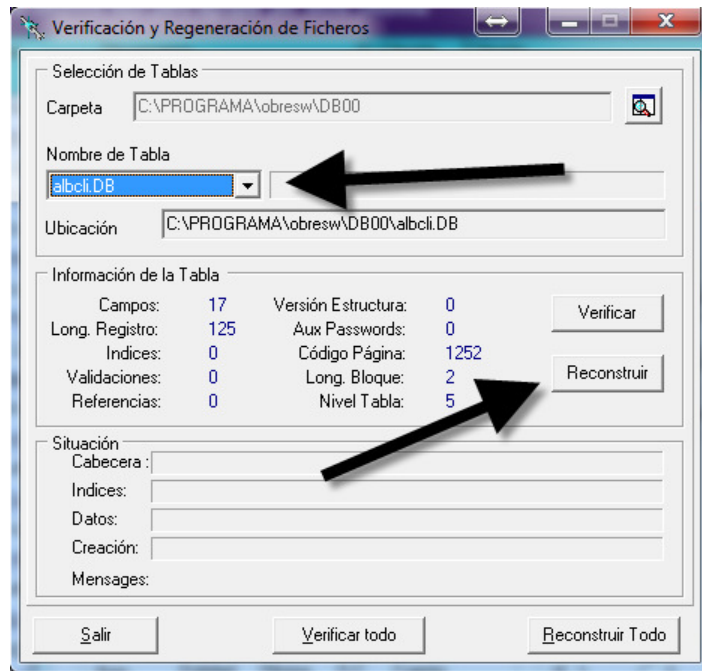 Verificación y Regeneración de Ficheros
Selección de Tablas
Carpeta C:\PROGRAMA\obresw\DB00
Nombre de Tabla
albcli.DB
Ubicación C:\PROGRAMA\obresw\DB00\albcli.DB
Información de la Tabla
Campos: 17 Versión Estructura: 0
Verificar
Long. Registro: 125 Aux Passwords: 0
Indices: 0 Código Página: 1252
Reconstruir
Validaciones: 0 Long. Bloque: 2
Referencias: 0 Nivel Tabla: 5
Situación
Cabecera :
Indices:
Datos:
Creación:
Mensages:
Salir Verificar todo Reconstruir Todo